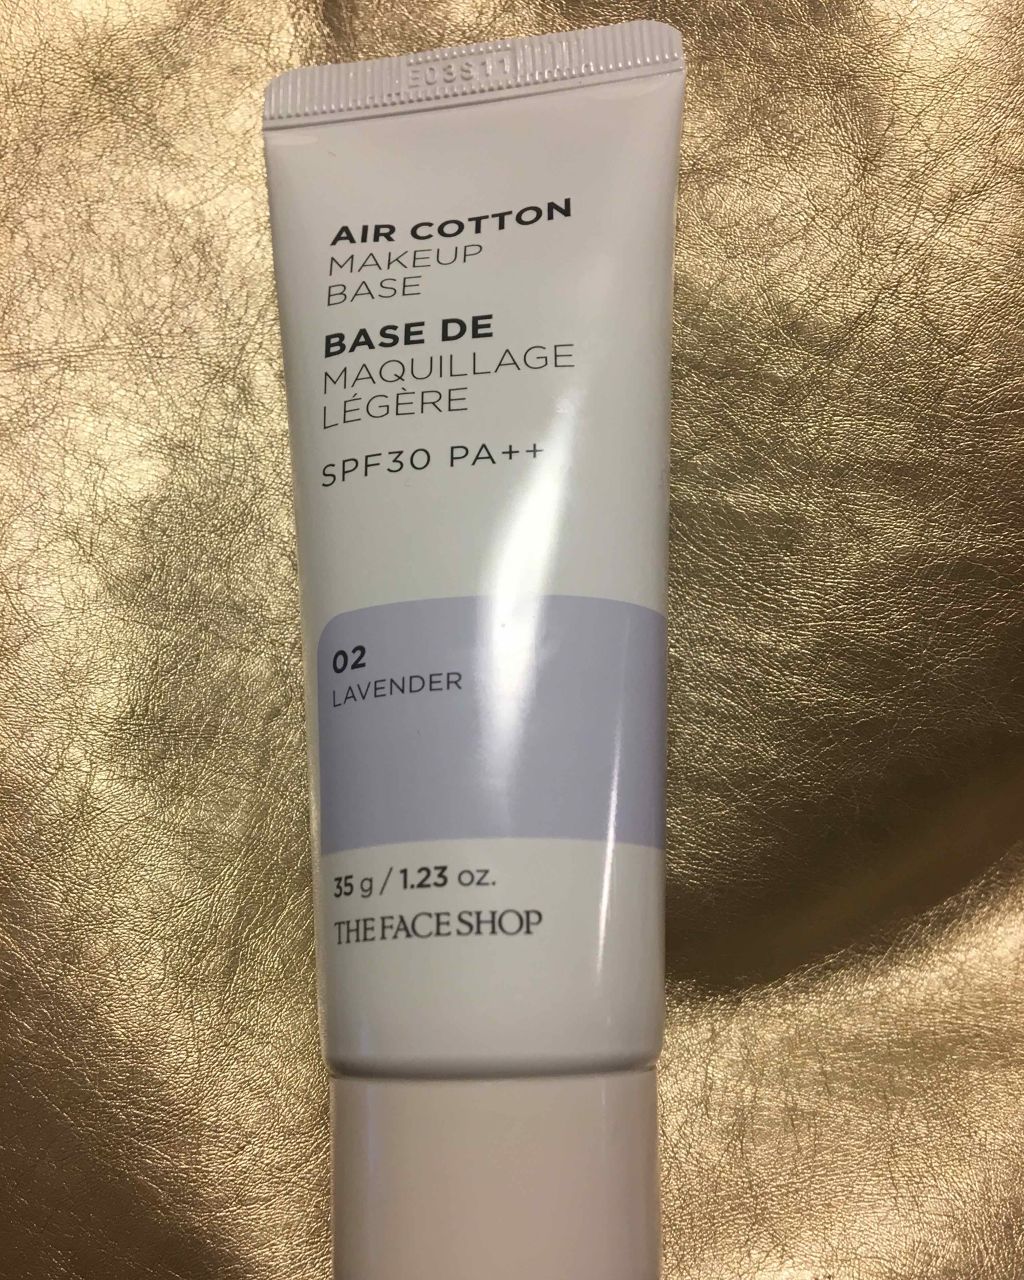 E03S11
AIR COTTON
MAKEUP
BASE
BASE DE
MAQUILLAGE
LÉGÈRE
SPF30 PA++
02
LAVENDER
35 g / 1.23 oz.
THE FACE SHOP